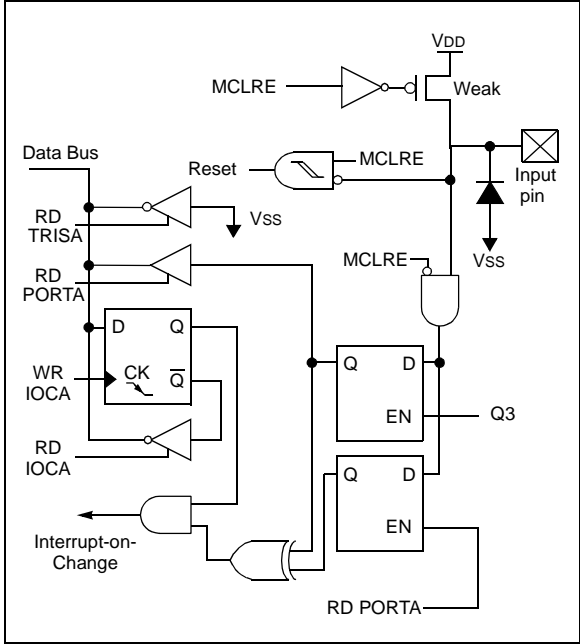 VDD
MCLRE
Weak
Data Bus
Reset
MCLRE
Input
pin
RD
TRISA
VSS
VSS
RD
PORTA
MCLRE
D
Q
WR
IOCA
CK
Q
Q
D
EN
Q3
RD
IOCA
Q
D
EN
Interrupt-on-
Change
RD PORTA